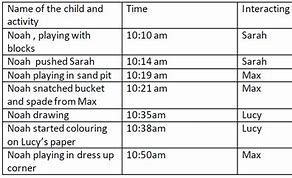 Name of the child and activity Time Interacting
Noah , playing with blocks 10:10 am Sarah
Noah pushed Sarah 10:14 am Sarah
Noah playing in sand pit 10:19 am Max
Noah snatched bucket and spade from Max 10:21 am Max
Noah drawing 10:35am Lucy
Noah started colouring on Lucy's paper 10:38am Lucy
Noah playing in dress up corner 10:50am Max